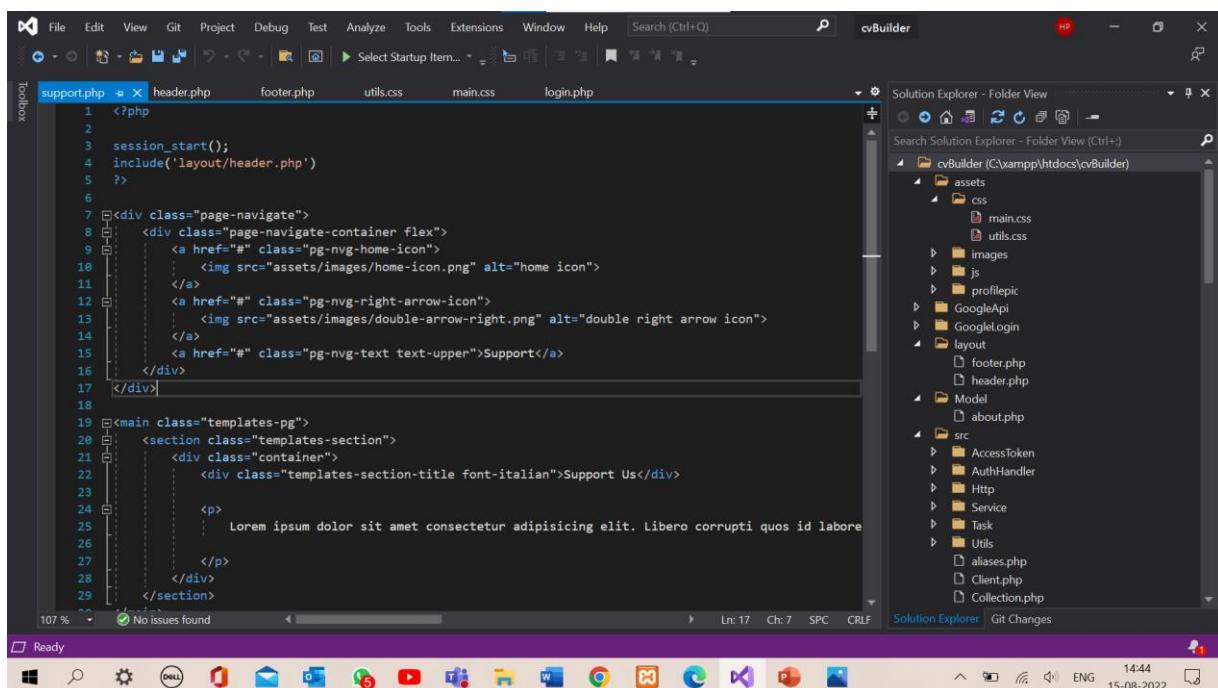 File Edit View Git Project Debug Test Analyze Tools Extensions Window Help Search (Ctrl+Q) cvBuilder HP
Select Startup Item...
Toolbox
support.php header.php footer.php utils.css main.css login.php
1 <?php
2
3 session_start();
4 include('layout/header.php')
5 ?>
6
7 <div class="page-navigate">
8 <div class="page-navigate-container flex">
9 <a href="#" class="pg-nvg-home-icon">
10 <img src="assets/images/home-icon.png" alt="home icon">
11 </a>
12 <a href="#" class="pg-nvg-right-arrow-icon">
13 <img src="assets/images/double-arrow-right.png" alt="double right arrow icon">
14 </a>
15 <a href="#" class="pg-nvg-text text-upper">Support</a>
16 </div>
17 </div>
18
19 <main class="templates-pg">
20 <section class="templates-section">
21 <div class="container">
22 <div class="templates-section-title font-italian">Support Us</div>
23
24 <p>
25 Lorem ipsum dolor sit amet consectetur adipisicing elit. Libero corrupti quos id labore
26
27 </p>
28 </div>
29 </section>
107 % No issues found Ln: 17 Ch: 7 SPC CRLF
Solution Explorer - Folder View
Search Solution Explorer - Folder View (Ctrl+;)
cvBuilder (C:\xampp\htdocs\cvBuilder)
assets
css
main.css
utils.css
images
js
profilepic
GoogleApi
GoogleLogin
layout
footer.php
header.php
Model
about.php
src
AccessToken
AuthHandler
Http
Service
Task
Utils
aliases.php
Client.php
Collection.php
Solution Explorer Git Changes
Ready
1
DELL
ENG
14:44
15-08-2022